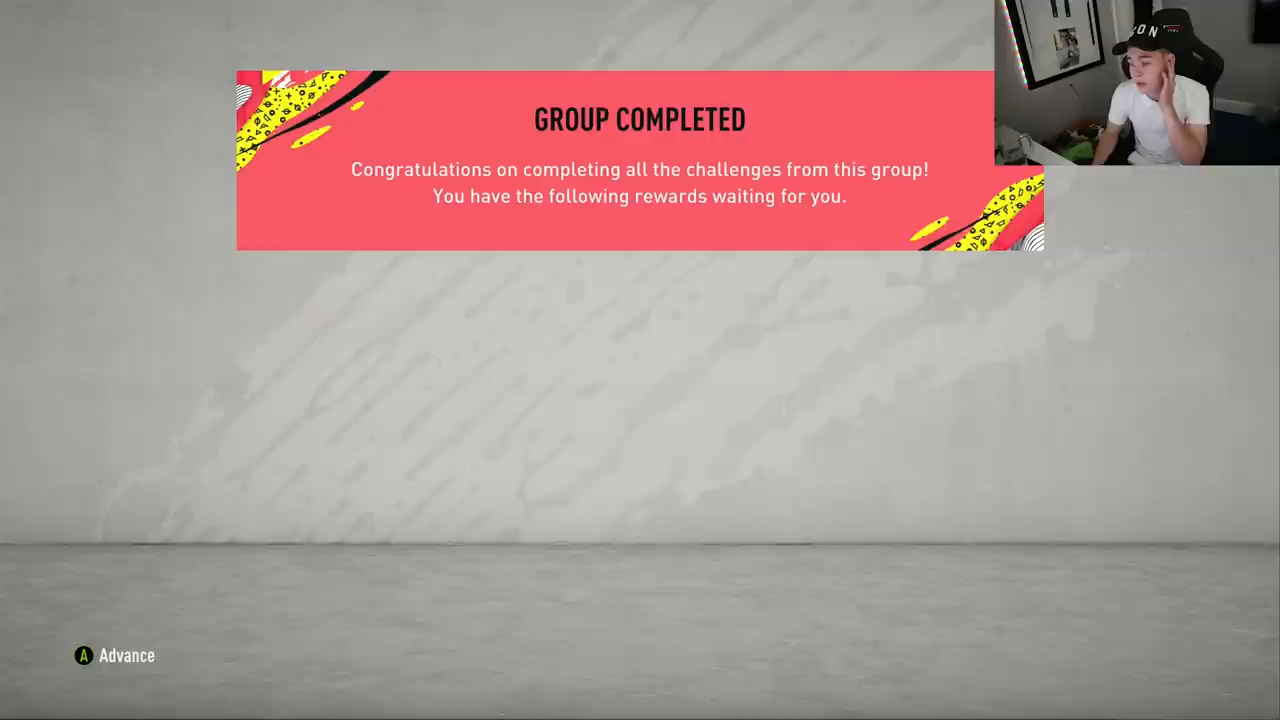 GROUP COMPLETED
Congratulations on completing all the challenges from this group!
You have the following rewards waiting for you.
A Advance